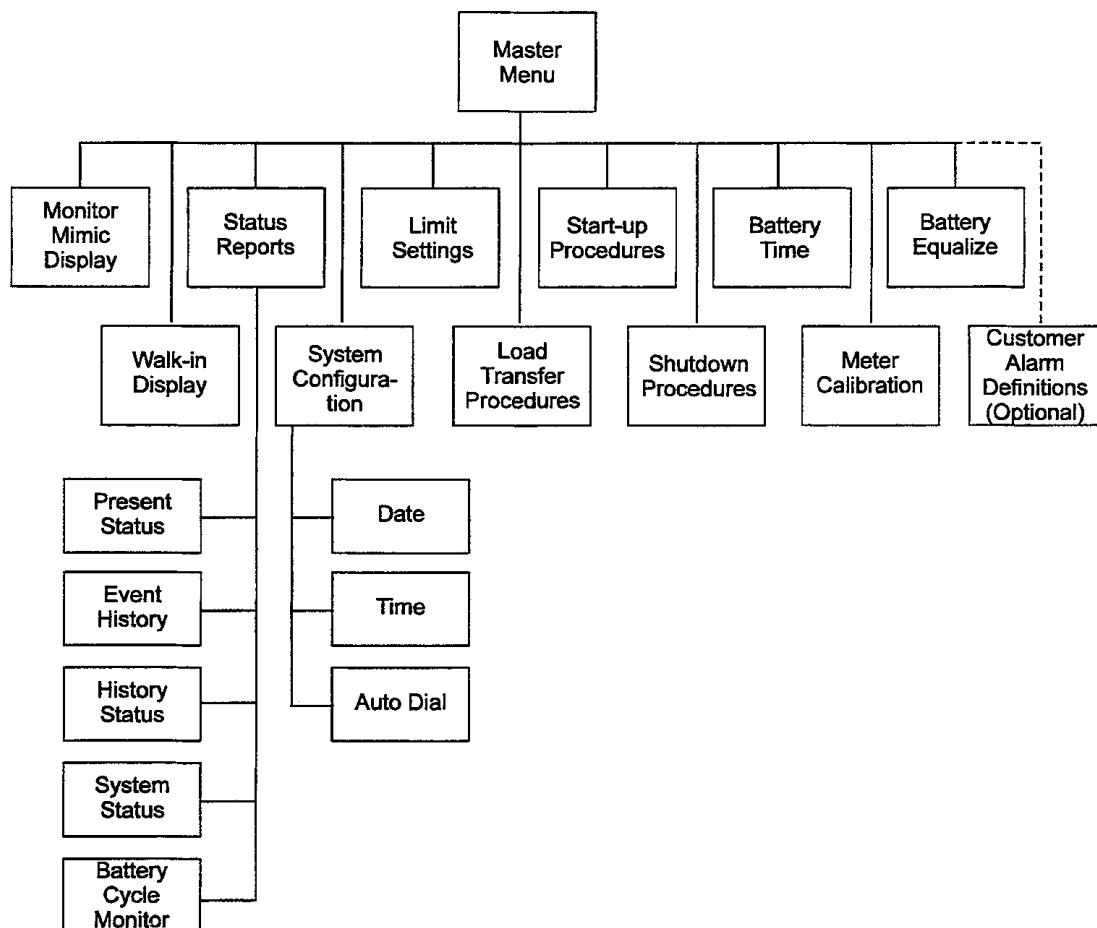 Master
Menu
Monitor
Mimic
Display
Status
Reports
Limit
Settings
Start-up
Procedures
Battery
Time
Battery
Equalize
Walk-in
Display
System
Configura-
tion
Load
Transfer
Procedures
Shutdown
Procedures
Meter
Calibration
Customer
Alarm
Definitions
(Optional)
Present
Status
Date
Event
History
Time
History
Status
Auto Dial
System
Status
Battery
Cycle
Monitor